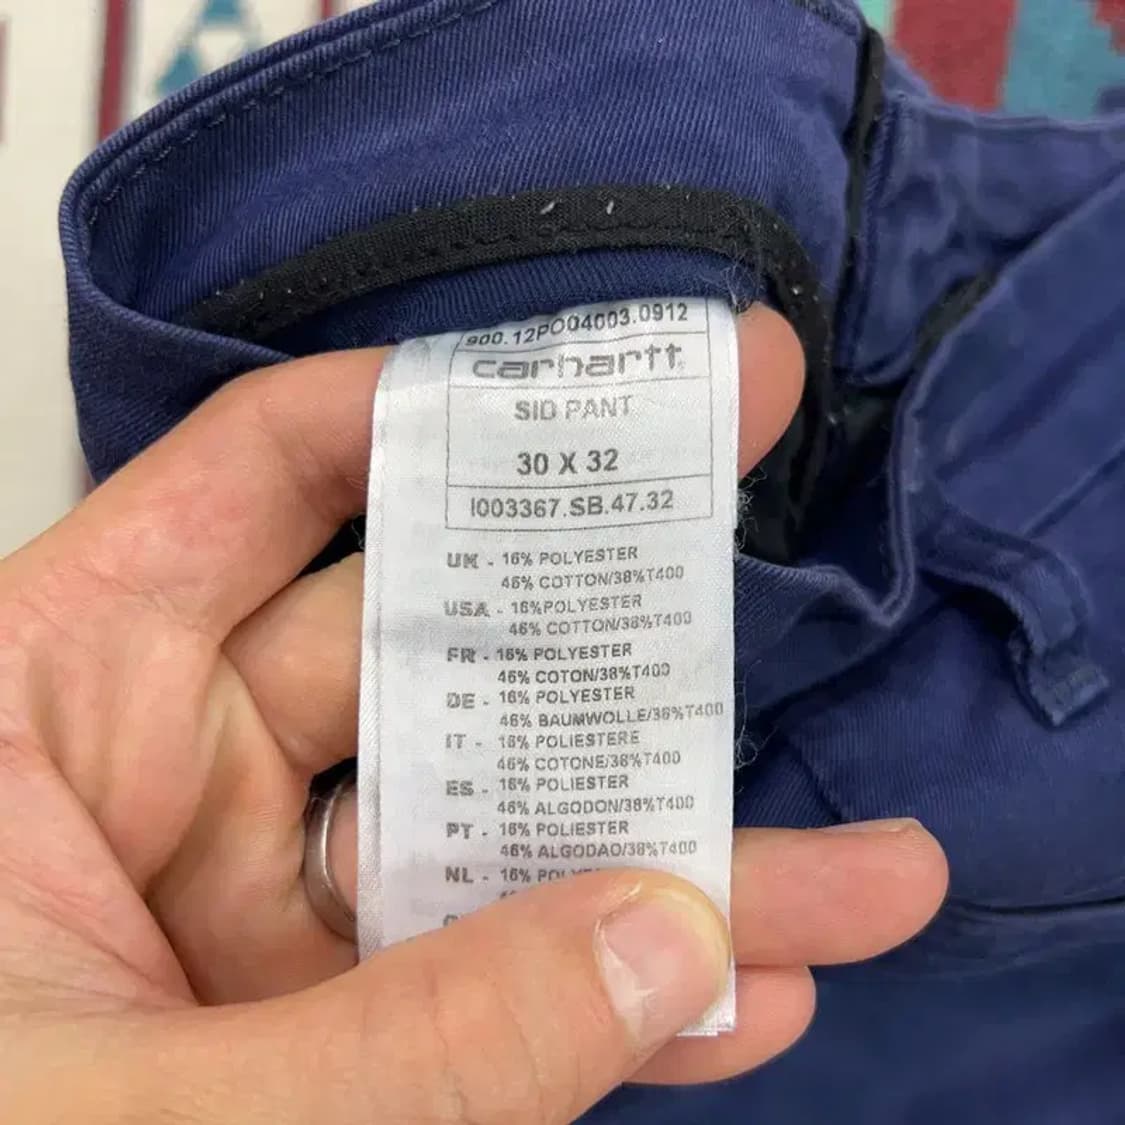 900.12PO04003.0912
carhartt
SID PANT
30 X 32
I003367.SB.47.32
UK - 16% POLYESTER
46% COTTON/38%T400
USA - 16%POLYESTER
46% COTTON/38%T400
FR - 16% POLYESTER
46% COTON/38%T400
DE - 16% POLYESTER
46% BAUMWOLLE/38%T400
IT - 16% POLIESTERE
46% COTONE/38%T400
ES - 16% POLIESTER
46% ALGODON/38%T400
PT - 16% POLIESTER
46% ALGODAO/38%T400
NL - 16%